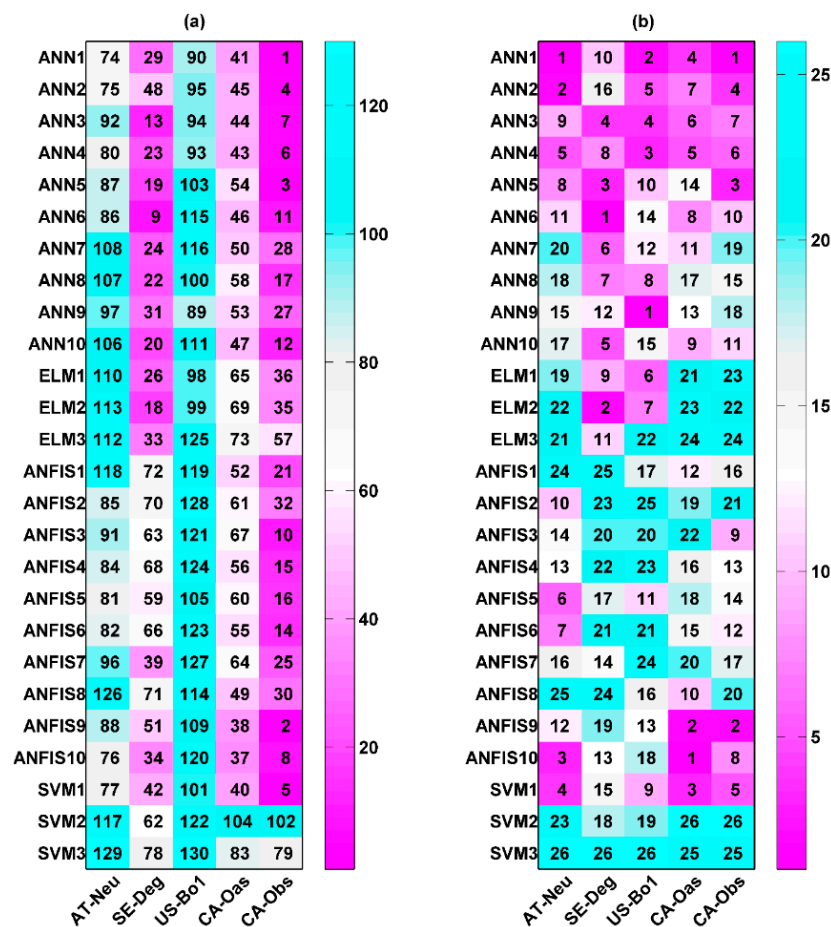 (a) (b)
ANN1 74 29 90 41 1 ANN1 1 10 2 4 1
ANN2 75 48 95 45 4 ANN2 2 16 5 7 4
120 25
ANN3 92 13 94 44 7 ANN3 9 4 4 6 7
ANN4 80 23 93 43 6 ANN4 5 8 3 5 6
ANN5 87 19 103 54 3 ANN5 8 3 10 14 3
ANN6 86 9 115 46 11 ANN6 11 1 14 8 10
100 20
ANN7 108 24 116 50 28 ANN7 20 6 12 11 19
ANN8 107 22 100 58 17 ANN8 18 7 8 17 15
ANN9 97 31 89 53 27 ANN9 15 12 1 13 18
ANN10 106 20 111 47 12 ANN10 17 5 15 9 11
80
ELM1 110 26 98 65 36 ELM1 19 9 6 21 23
ELM2 113 18 99 69 35 ELM2 22 2 7 23 22
15
ELM3 112 33 125 73 57 ELM3 21 11 22 24 24
ANFIS1 118 72 119 52 21 ANFIS1 24 25 17 12 16
60
ANFIS2 85 70 128 61 32 ANFIS2 10 23 25 19 21
ANFIS3 91 63 121 67 10 ANFIS3 14 20 20 22 9
ANFIS4 84 68 124 56 15 ANFIS4 13 22 23 16 13
10
ANFIS5 81 59 105 60 16 ANFIS5 6 17 11 18 14
40
ANFIS6 82 66 123 55 14 ANFIS6 7 21 21 15 12
ANFIS7 96 39 127 64 25 ANFIS7 16 14 24 20 17
ANFIS8 126 71 114 49 30 ANFIS8 25 24 16 10 20
ANFIS9 88 51 109 38 2 ANFIS9 12 19 13 2 2
5
20
ANFIS10 76 34 120 37 8 ANFIS10 3 13 18 1 8
SVM1 77 42 101 40 5 SVM1 4 15 9 3 5
SVM2 117 62 122 104 102 SVM2 23 18 19 26 26
SVM3 129 78 130 83 79 SVM3 26 26 26 25 25
AT-Neu SE-Deg US-Bo1 CA-Oas CA-Obs AT-Neu SE-Deg US-Bo1 CA-Oas CA-Obs